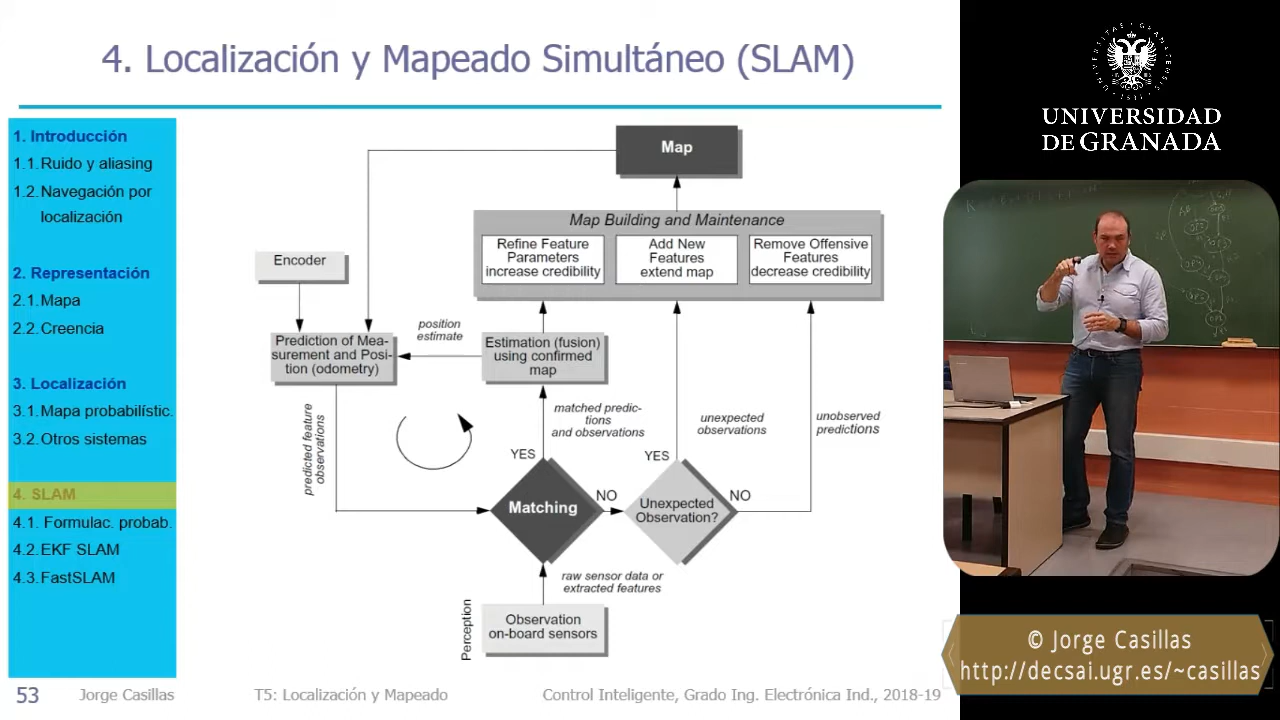 4. Localización y Mapeado Simultáneo (SLAM)
1. Introducción
1.1. Ruido y aliasing
1.2. Navegación por
localización
2. Representación
2.1. Mapa
2.2. Creencia
3. Localización
3.1. Mapa probabilístic.
3.2. Otros sistemas
4. SLAM
4.1. Formulac. probab.
4.2. EKF SLAM
4.3. FastSLAM
Map
Map Building and Maintenance
Refine Feature
Parameters
increase credibility
Add New
Features
extend map
Remove Offensive
Features
decrease credibility
Encoder
Prediction of Mea-
surement and Posi-
tion (odometry)
position
estimate
Estimation (fusion)
using confirmed
map
predicted feature
observations
matched predic-
tions
and observations
unexpected
observations
unobserved
predictions
YES
YES
Matching
NO
Unexpected
Observation?
NO
raw sensor data or
extracted features
Perception
Observation
on-board sensors
53
Jorge Casillas
T5: Localización y Mapeado
Control Inteligente, Grado Ing. Electrónica Ind., 2018-19
UNIVERSIDAD
DE GRANADA
© Jorge Casillas
http://decsai.ugr.es/~casillas